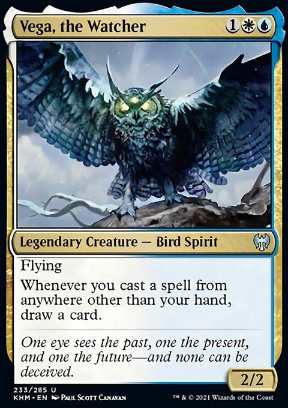 Vega, the Watcher 1
Legendary Creature — Bird Spirit
Flying
Whenever you cast a spell from
anywhere other than your hand,
draw a card.
One eye sees the past, one the present,
and one the future—and none can
be deceived.
2/2
233/285 U
KHM • EN PAUL SCOTT CANAVAN
™ & © 2021 Wizards of the Coast